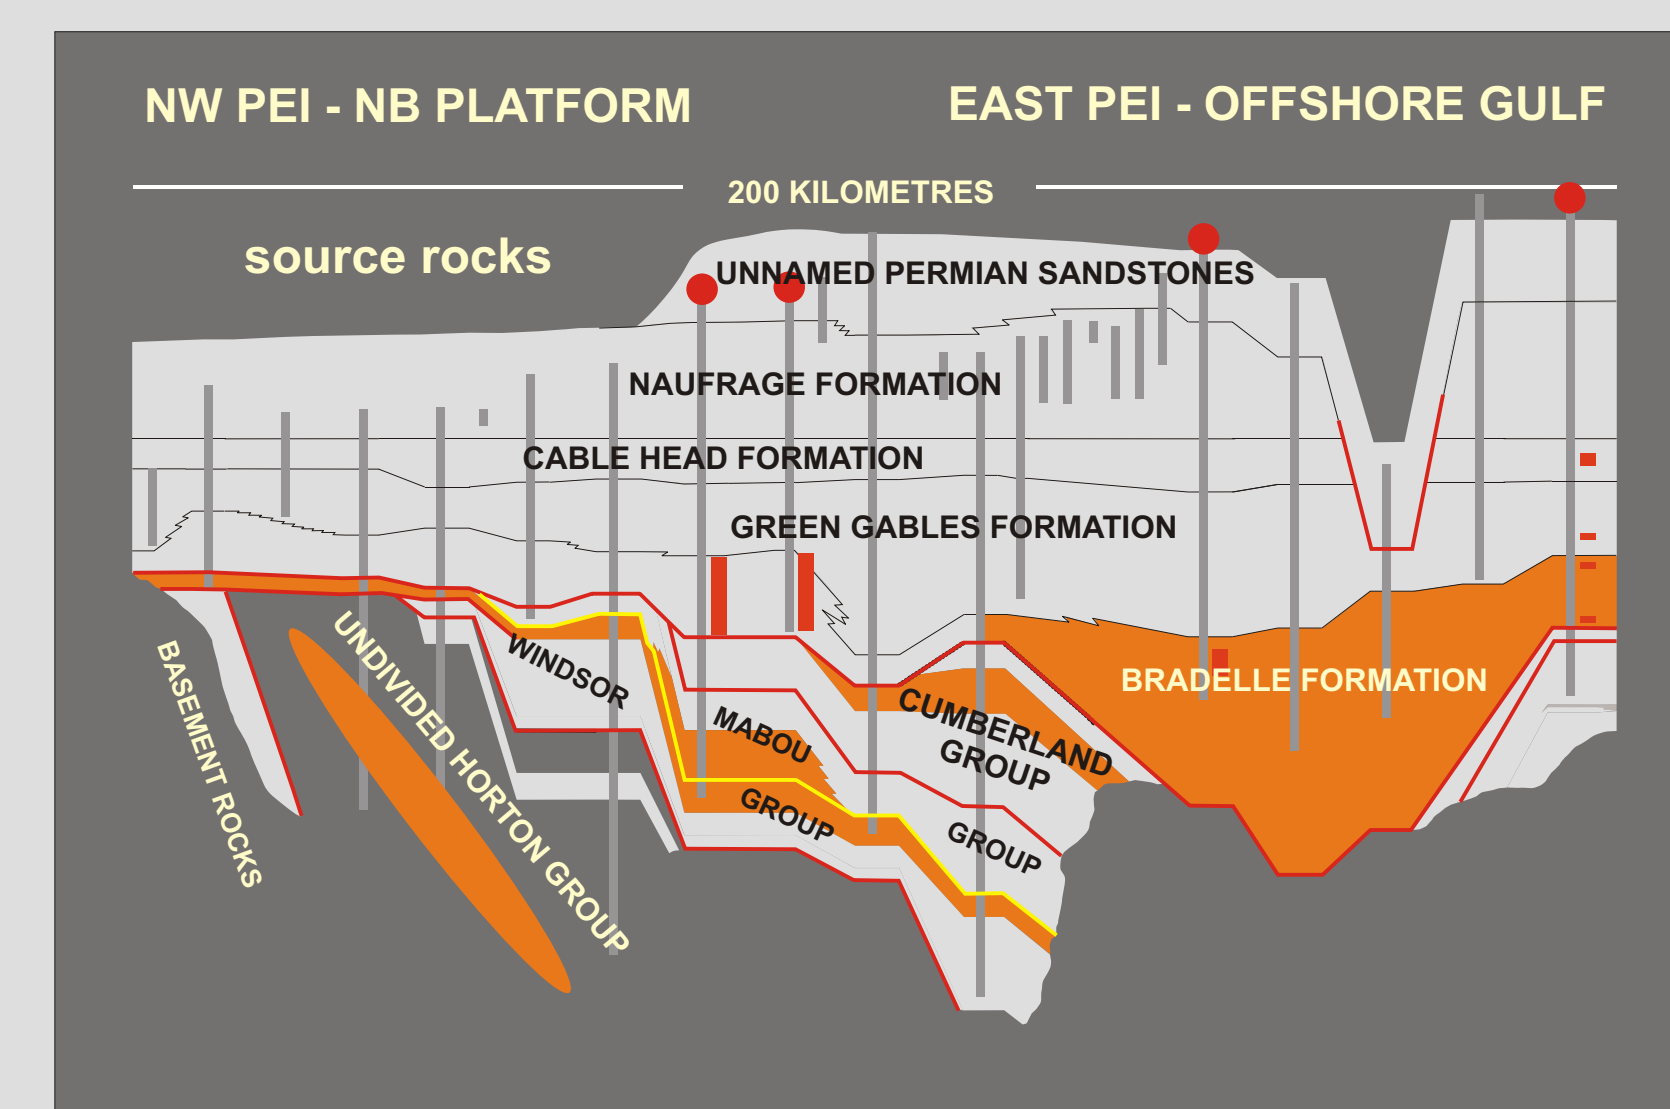 NW PEI - NB PLATFORM
EAST PEI - OFFSHORE GULF
200 KILOMETRES
source rocks
UNNAMED PERMIAN SANDSTONES
NAUFRAGE FORMATION
CABLE HEAD FORMATION
GREEN GABLES FORMATION
BASEMENT ROCKS
UNDIVIDED HORTON GROUP
WINDSOR
GROUP
MABOU
GROUP
CUMBERLAND
GROUP
BRADELLE FORMATION